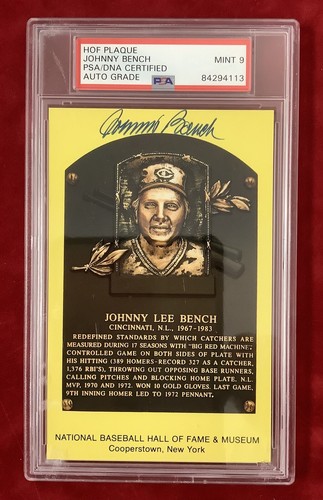 HOF PLAQUE
JOHNNY BENCH
PSA/DNA CERTIFIED
AUTO GRADE
MINT 9
PSA
84294113
Johnny Bench
C
JOHNNY LEE BENCH
CINCINNATI, N.L., 1967-1983
REDEFINED STANDARDS BY WHICH CATCHERS ARE
MEASURED DURING 17 SEASONS WITH "BIG RED MACHINE."
CONTROLLED GAME ON BOTH SIDES OF PLATE WITH
HIS HITTING (389 HOMERS-RECORD 327 AS A CATCHER,
1,376 RBI'S), THROWING OUT OPPOSING BASE RUNNERS,
CALLING PITCHES AND BLOCKING HOME PLATE. N.L.
MVP, 1970 AND 1972. WON 10 GOLD GLOVES. LAST GAME,
9TH INNING HOMER LED TO 1972 PENNANT.
NATIONAL BASEBALL HALL OF FAME & MUSEUM
Cooperstown, New York